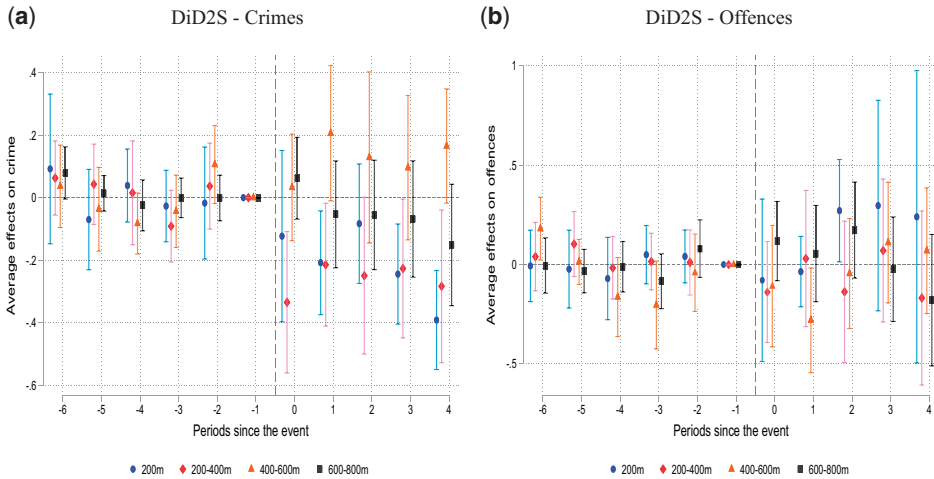 (a) DiD2S - Crimes
Average effects on crime
.4
.2
0
-.2
-.4
-.6
-6 -5 -4 -3 -2 -1 0 1 2 3 4
Periods since the event
200m 200-400m 400-600m 600-800m
(b) DiD2S - Offences
Average effects on offences
1
.5
0
-.5
-6 -5 -4 -3 -2 -1 0 1 2 3 4
Periods since the event
200m 200-400m 400-600m 600-800m